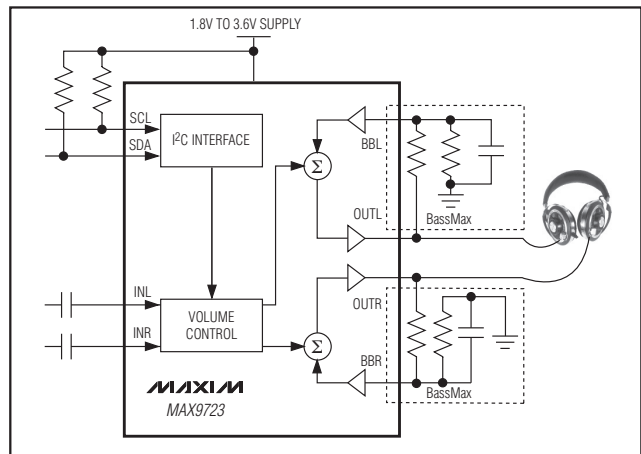 1.8V TO 3.6V SUPPLY
SCL
SDA
I²C INTERFACE
BBL
Σ
OUTL
BassMax
INL
INR
VOLUME
CONTROL
OUTR
Σ
BBR
BassMax
MAXIM
MAX9723